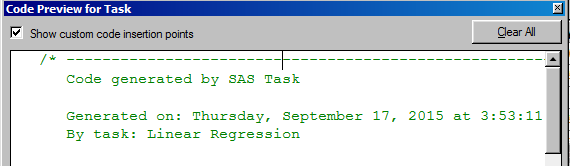 Code Preview for Task
Show custom code insertion points
Clear All
/* ------------------------------------------------------
Code generated by SAS Task
Generated on: Thursday, September 17, 2015 at 3:53:11
By task: Linear Regression